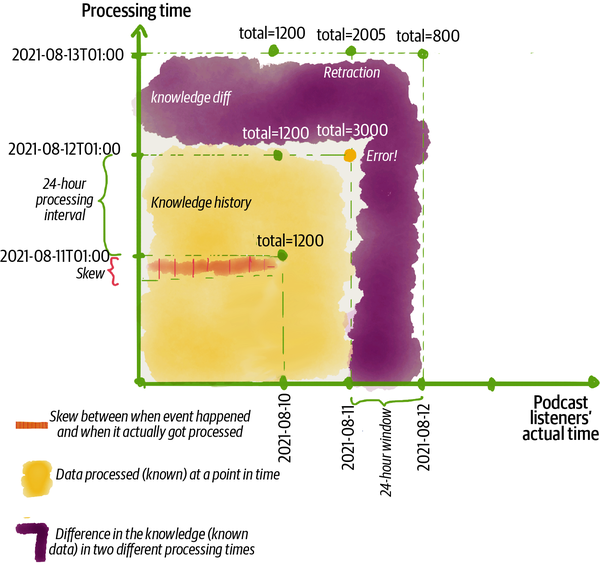 Processing time
total=1200
total=2005
total=800
2021-08-13T01:00
Retraction
knowledge diff
total=1200
total=3000
2021-08-12T01:00
Error!
24-hour
processing
interval
Knowledge history
total=1200
2021-08-11T01:00
Skew
2021-08-10
2021-08-11
24-hour window
2021-08-12
Podcast
listeners'
actual time
Skew between when event happened
and when it actually got processed
Data processed (known) at a point in time
Difference in the knowledge (known
data) in two different processing times